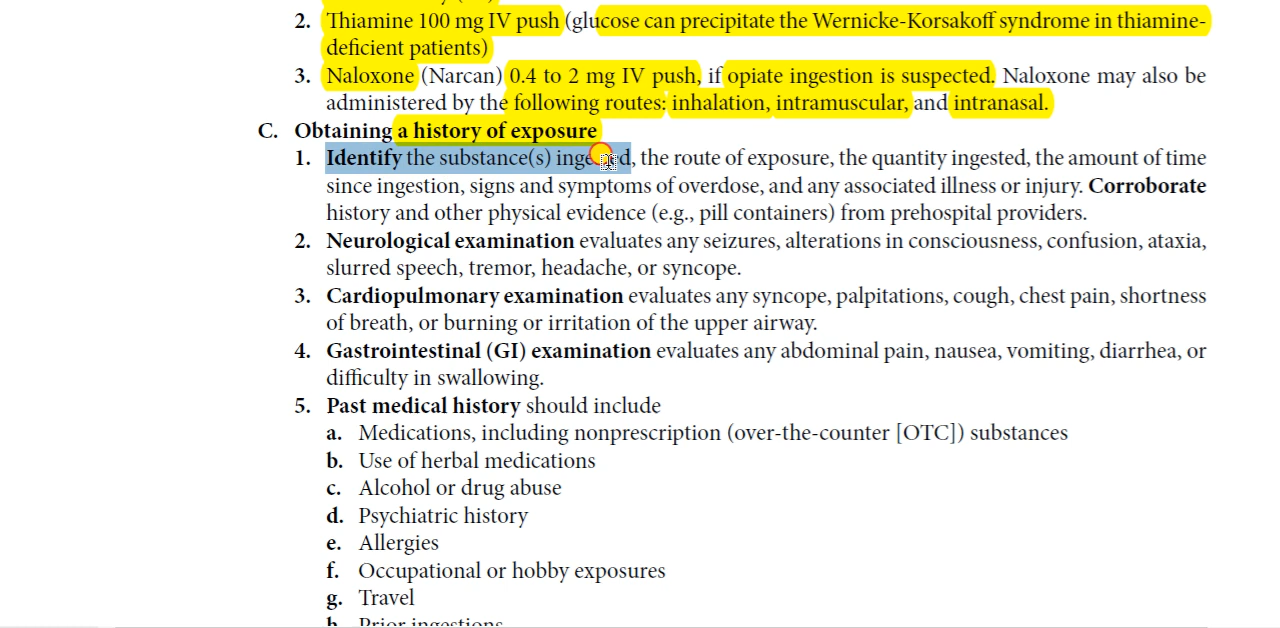 2. Thiamine 100 mg IV push (glucose can precipitate the Wernicke-Korsakoff syndrome in thiamine-
deficient patients)
3. Naloxone (Narcan) 0.4 to 2 mg IV push, if opiate ingestion is suspected. Naloxone may also be
administered by the following routes: inhalation, intramuscular, and intranasal.
C. Obtaining a history of exposure
1. Identify the substance(s) ingested, the route of exposure, the quantity ingested, the amount of time
since ingestion, signs and symptoms of overdose, and any associated illness or injury. Corroborate
history and other physical evidence (e.g., pill containers) from prehospital providers.
2. Neurological examination evaluates any seizures, alterations in consciousness, confusion, ataxia,
slurred speech, tremor, headache, or syncope.
3. Cardiopulmonary examination evaluates any syncope, palpitations, cough, chest pain, shortness
of breath, or burning or irritation of the upper airway.
4. Gastrointestinal (GI) examination evaluates any abdominal pain, nausea, vomiting, diarrhea, or
difficulty in swallowing.
5. Past medical history should include
a. Medications, including nonprescription (over-the-counter [OTC]) substances
b. Use of herbal medications
c. Alcohol or drug abuse
d. Psychiatric history
e. Allergies
f. Occupational or hobby exposures
g. Travel
h. Prior ingestions